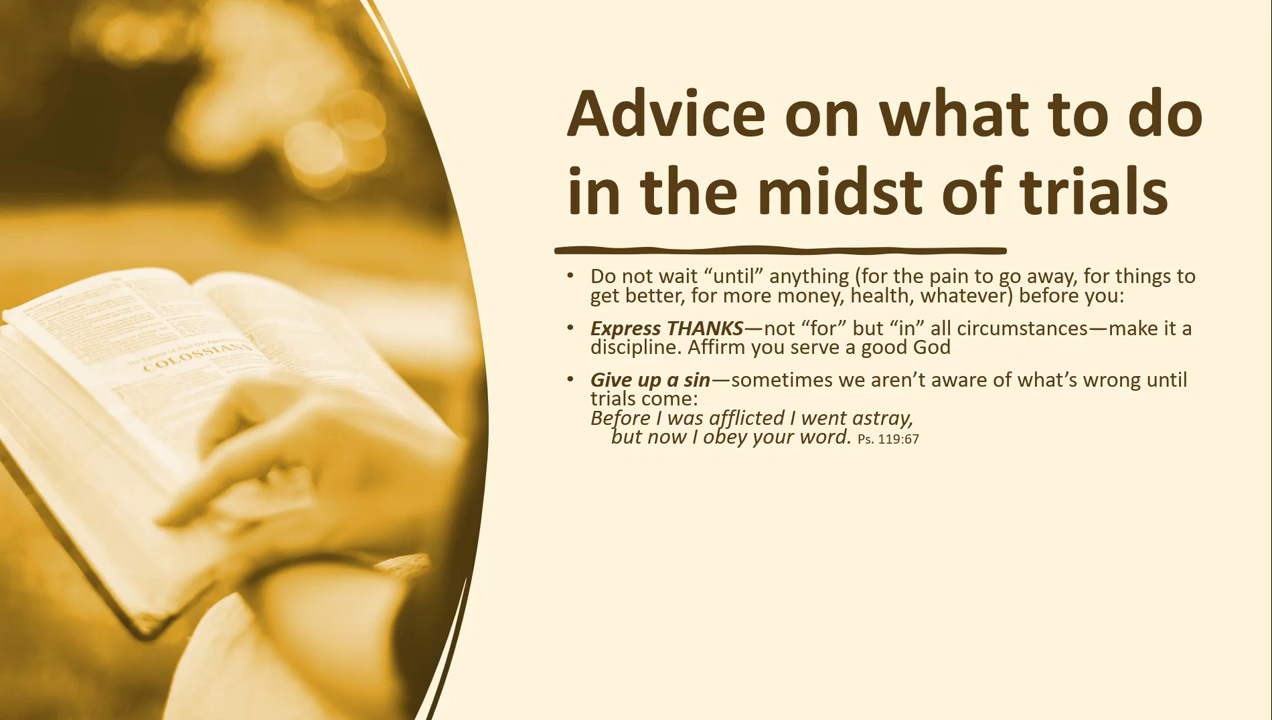 Advice on what to do
in the midst of trials
• Do not wait “until” anything (for the pain to go away, for things to
get better, for more money, health, whatever) before you:
• Express THANKS—not “for” but “in” all circumstances—make it a
discipline. Affirm you serve a good God
• Give up a sin—sometimes we aren’t aware of what’s wrong until
trials come:
Before I was afflicted I went astray,
but now I obey your word. Ps. 119:67
COLOSSIANS